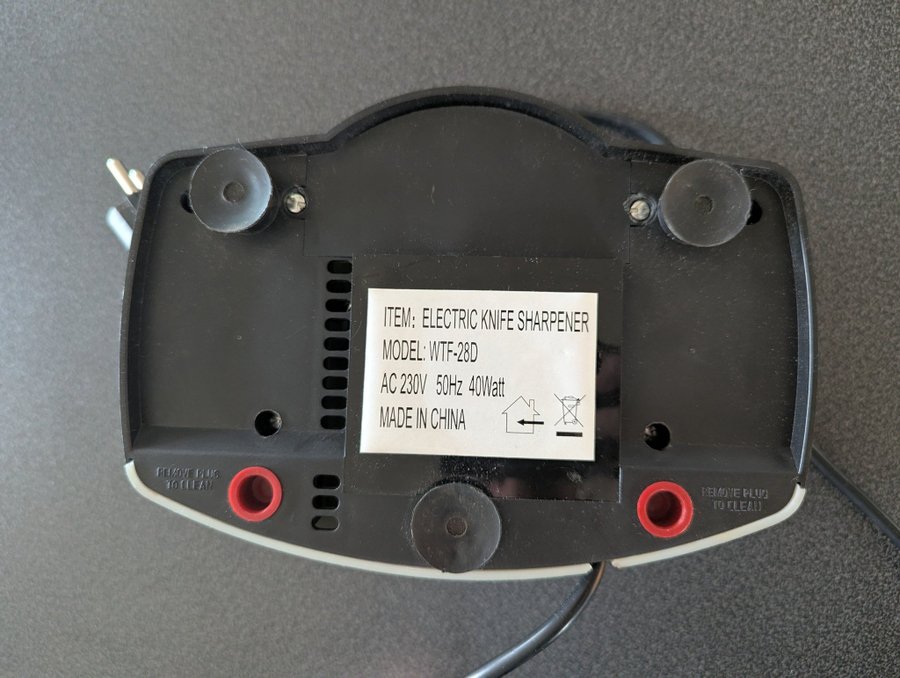 ITEM: ELECTRIC KNIFE SHARPENER
MODEL: WTF-28D
AC 230V 50Hz 40Watt
MADE IN CHINA
REMOVE PLUG
TO CLEAN
REMOVE PLUG
TO CLEAN